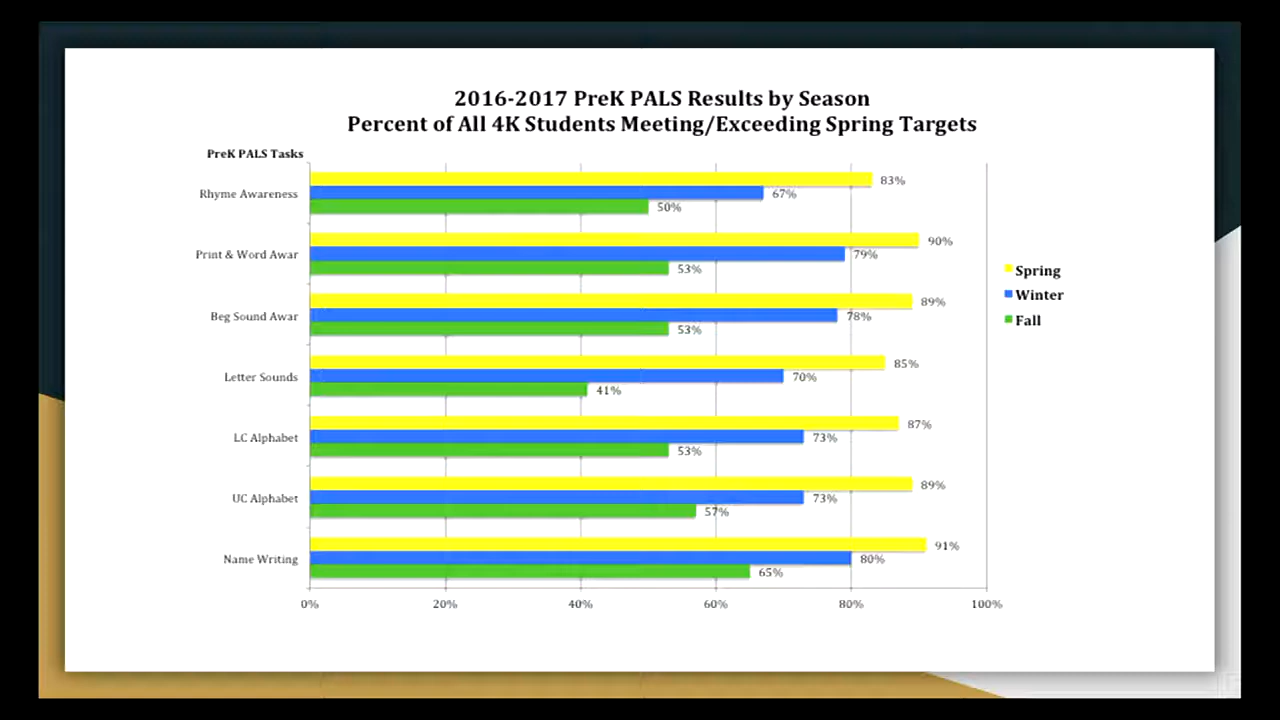 2016-2017 PreK PALS Results by Season
Percent of All 4K Students Meeting/Exceeding Spring Targets
PreK PALS Tasks
83%
Rhyme Awareness
67%
50%
90%
Print & Word Awar
79%
53%
89%
Beg Sound Awar
78%
53%
85%
Letter Sounds
70%
41%
87%
LC Alphabet
73%
53%
89%
UC Alphabet
73%
57%
91%
Name Writing
80%
65%
0% 20% 40% 60% 80% 100%
Spring
Winter
Fall